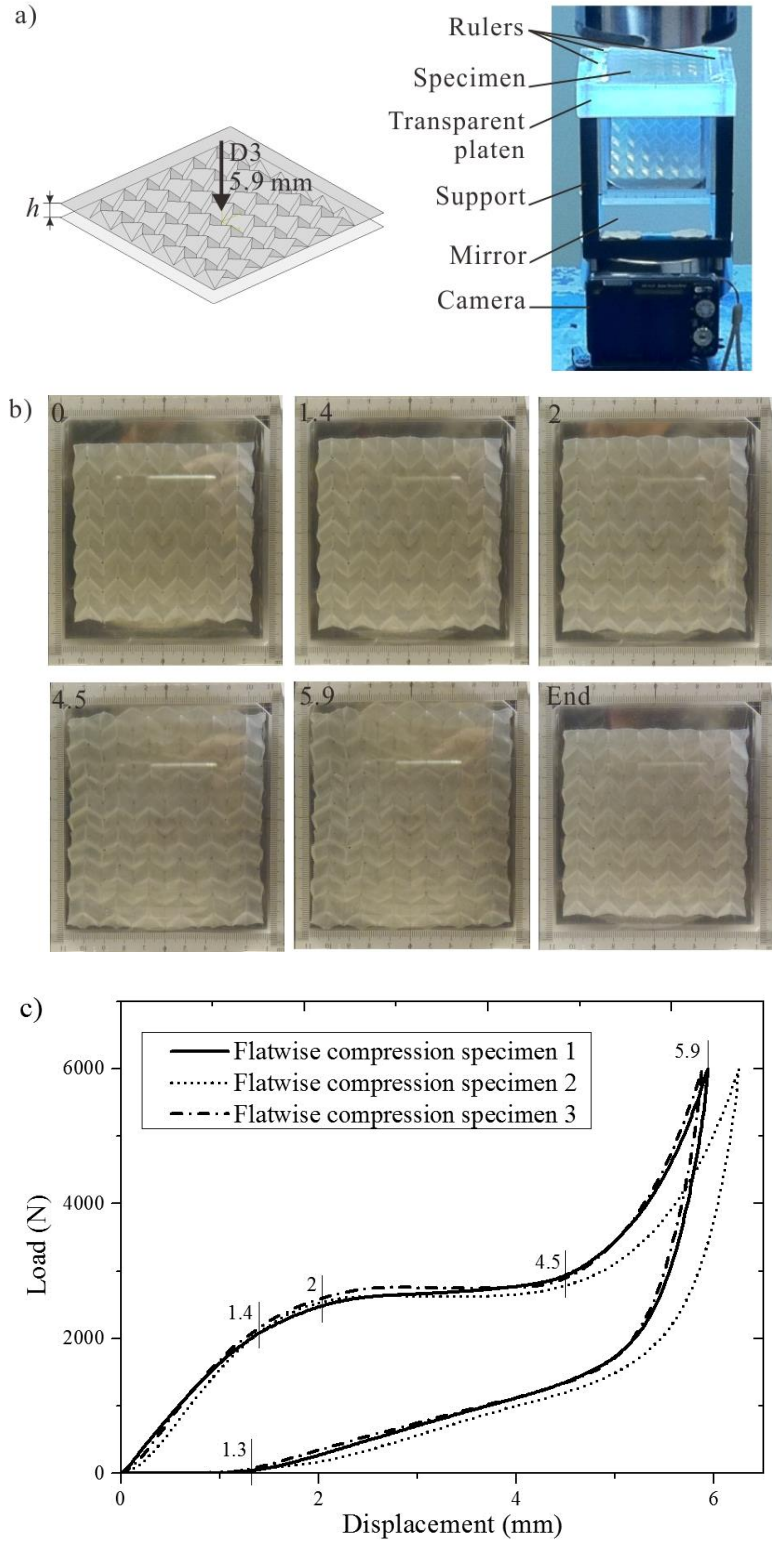 a)
Rulers
Specimen
Transparent
platen
Support
Mirror
Camera
D3
5.9 mm
h
b)
0
1.4
2
4.5
5.9
End
c)
Flatwise compression specimen 1
Flatwise compression specimen 2
Flatwise compression specimen 3
5.9
4.5
2
1.4
1.3
6000
4000
2000
0
Load (N)
0 2 4 6
Displacement (mm)